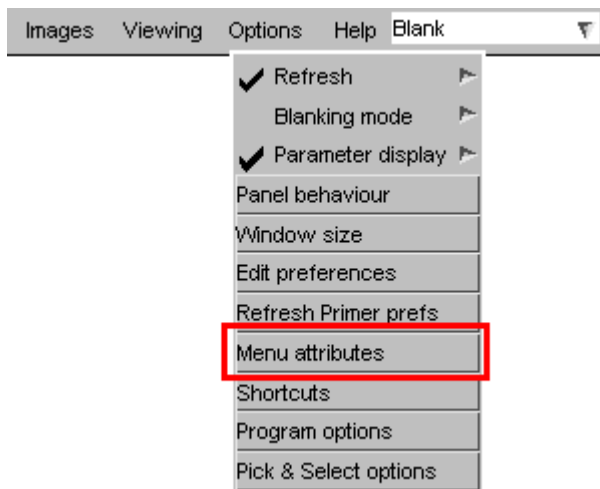 Images Viewing Options Help Blank
Refresh
Blanking mode
Parameter display
Panel behaviour
Window size
Edit preferences
Refresh Primer prefs
Menu attributes
Shortcuts
Program options
Pick & Select options